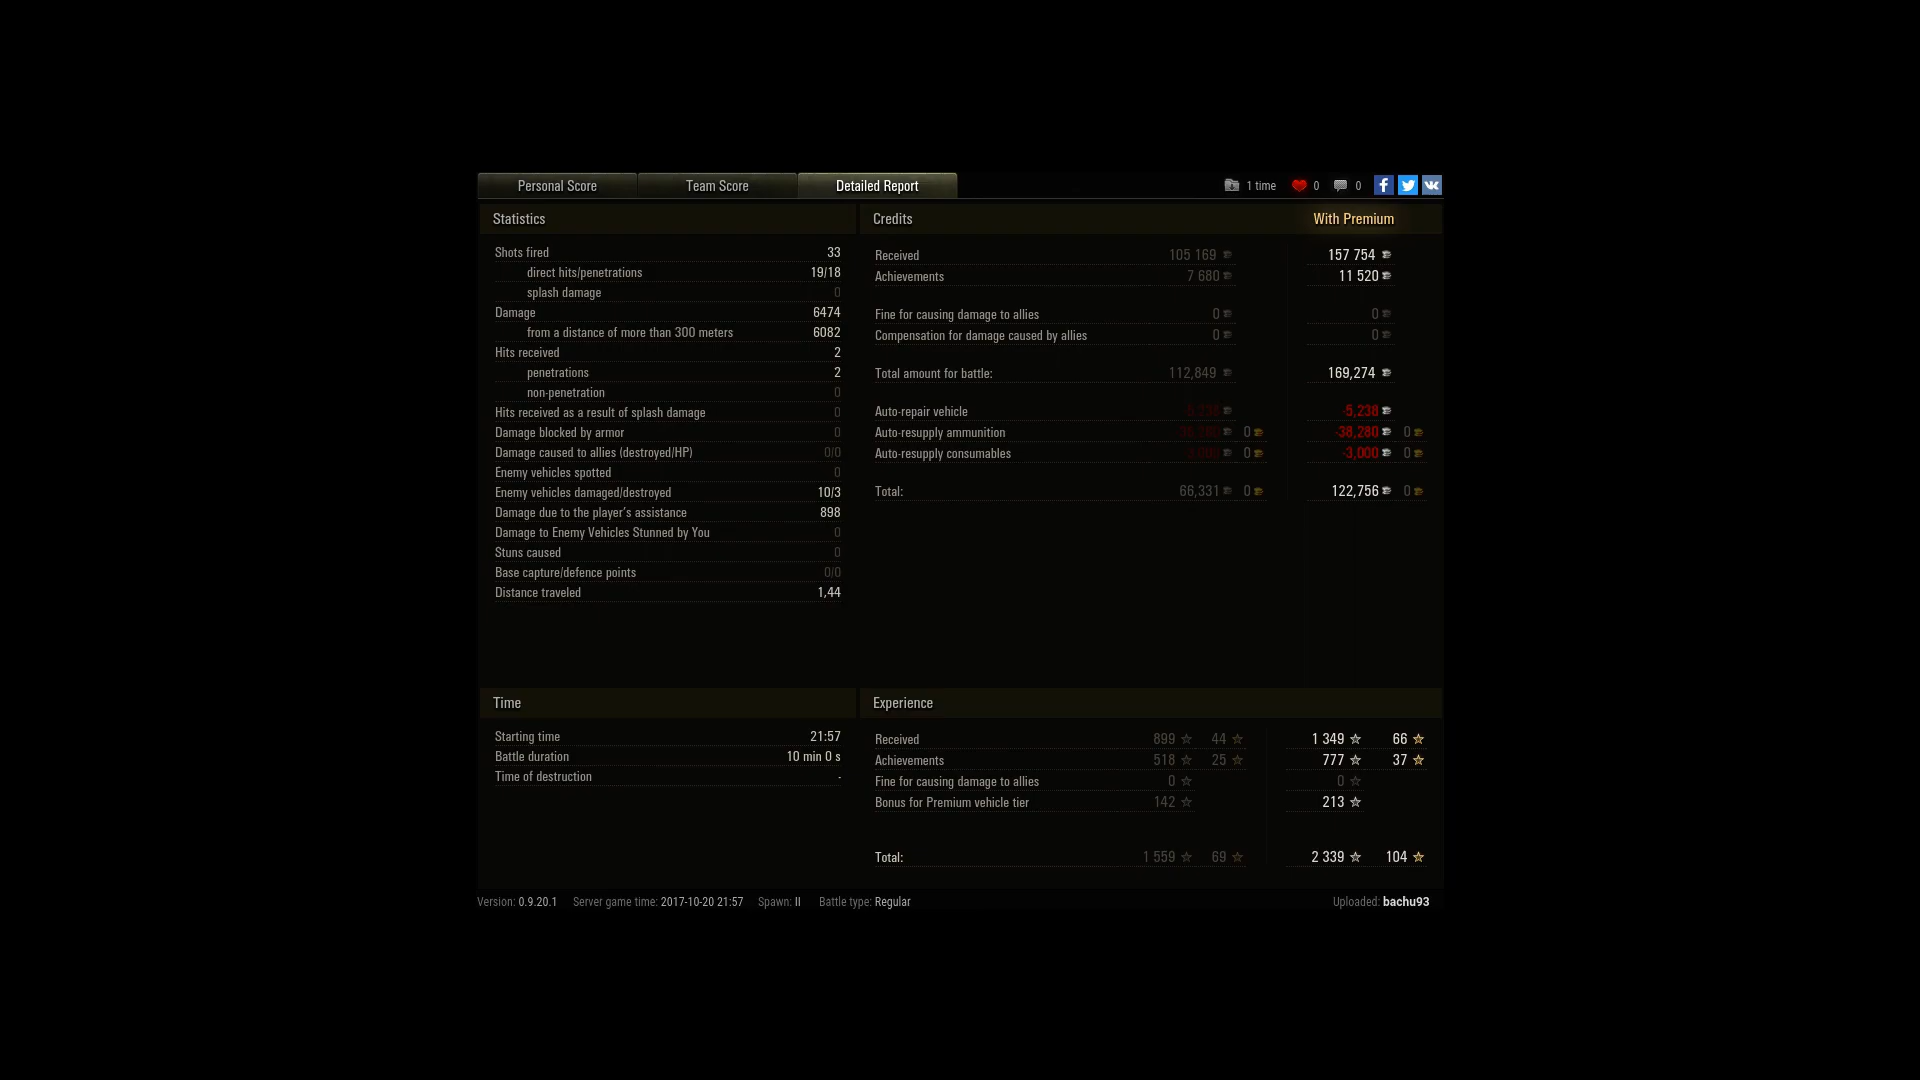 Personal Score Team Score Detailed Report 1 time 0 0
Statistics
Shots fired 33
direct hits/penetrations 19/18
splash damage 0
Damage 6474
from a distance of more than 300 meters 6082
Hits received 2
penetrations 2
non-penetration 0
Hits received as a result of splash damage 0
Damage blocked by armor 0
Damage caused to allies (destroyed/HP) 0/0
Enemy vehicles spotted 0
Enemy vehicles damaged/destroyed 10/3
Damage due to the player's assistance 898
Damage to Enemy Vehicles Stunned by You 0
Stuns caused 0
Base capture/defence points 0/0
Distance traveled 1,44
Credits With Premium
Received 105 169 157 754
Achievements 7 680 11 520
Fine for causing damage to allies 0 0
Compensation for damage caused by allies 0 0
Total amount for battle: 112,849 169,274
Auto-repair vehicle -5,238 -5,238
Auto-resupply ammunition -38,280 0 -38,280 0
Auto-resupply consumables -3,000 0 -3,000 0
Total: 66,331 0 122,756 0
Time
Starting time 21:57
Battle duration 10 min 0 s
Time of destruction -
Experience
Received 899 44 1 349 66
Achievements 518 25 777 37
Fine for causing damage to allies 0 0
Bonus for Premium vehicle tier 142 213
Total: 1 559 69 2 339 104
Version: 0.9.20.1 Server game time: 2017-10-20 21:57 Spawn: II Battle type: Regular Uploaded: bachu93